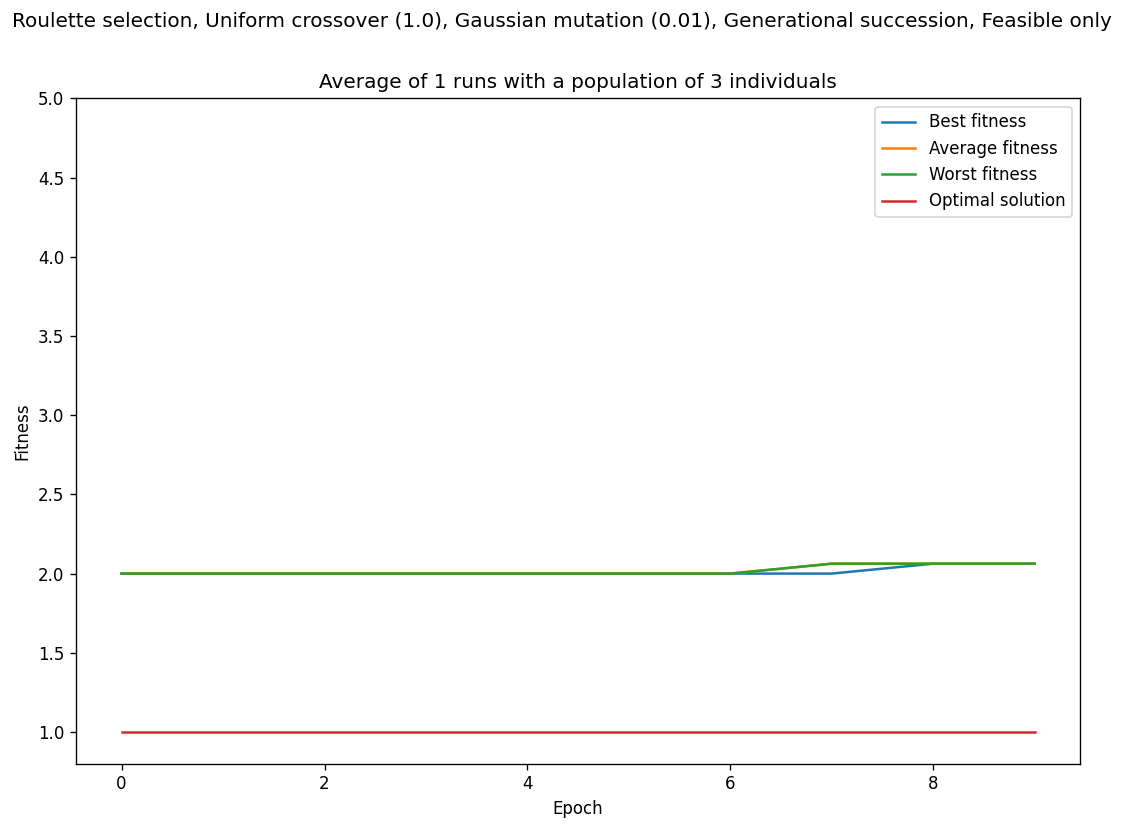 Roulette selection, Uniform crossover (1.0), Gaussian mutation (0.01), Generational succession, Feasible only
Average of 1 runs with a population of 3 individuals
Best fitness
Average fitness
Worst fitness
Optimal solution
5.0
4.5
4.0
3.5
3.0
2.5
2.0
1.5
1.0
Fitness
0 2 4 6 8
Epoch